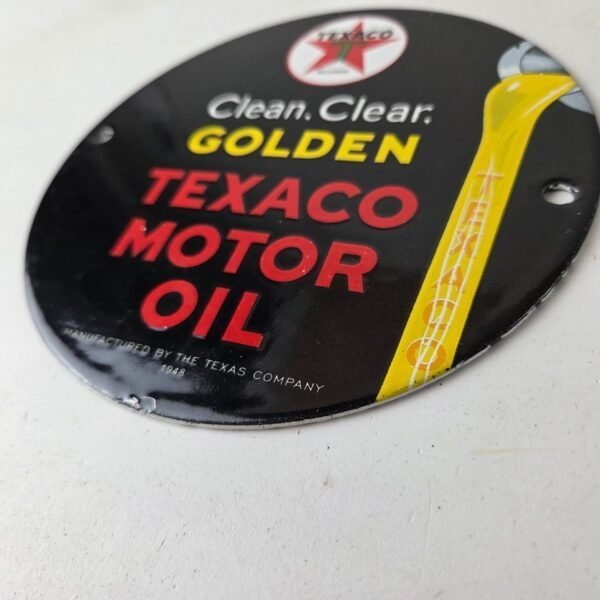 TEXACO
Clean. Clear.
GOLDEN
TEXACO
MOTOR
OIL
TEXACO
MANUFACTURED BY THE TEXAS COMPANY
1948